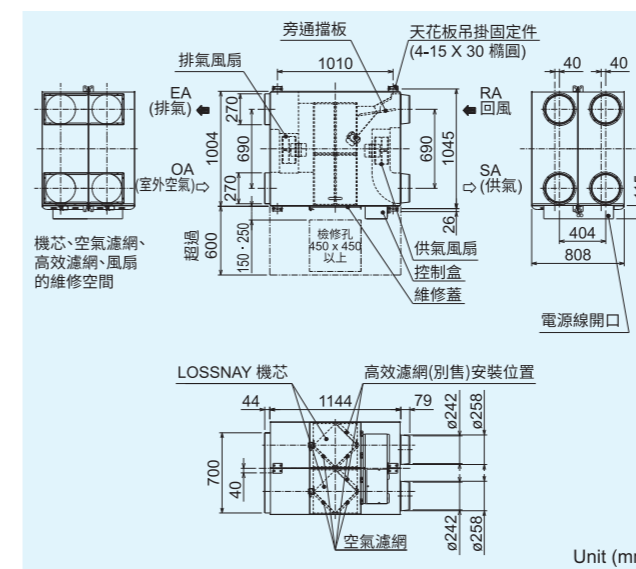 旁通擋板
天花板吊掛固定件
(4-15 X 30 橢圓)
排氣風扇
1010
40
40
EA
(排氣)
RA
回風
270
1004
690
690
1045
OA
(室外空氣)
SA
(供氣)
270
26
404
808
機芯、空氣濾網、
高效濾網、風扇
的維修空間
超過
600
150 · 250
檢修孔
450 x 450
以上
供氣風扇
控制盒
維修蓋
電源線開口
LOSSNAY 機芯
高效濾網(別售)安裝位置
44
1144
79
ø242
ø258
700
40
ø242
ø258
空氣濾網
Unit (mm